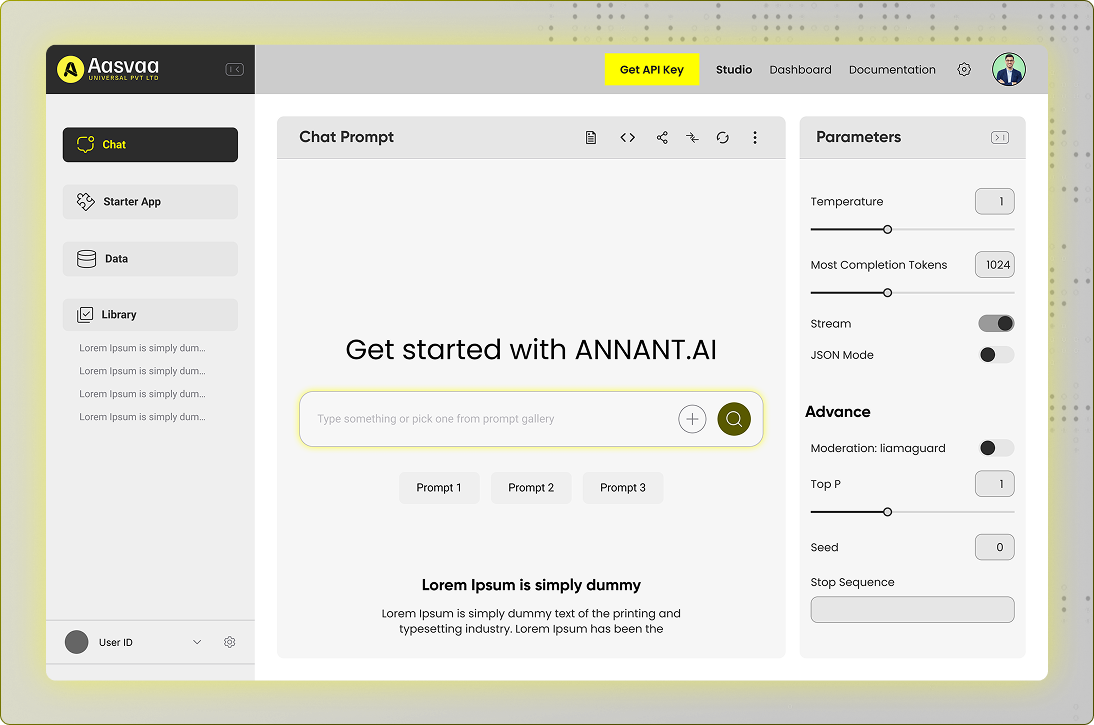 Aasvaa
UNIVERSAL PVT LTD
Get API Key
Studio
Dashboard
Documentation
Chat
Starter App
Data
Library
Lorem Ipsum is simply dum...
Lorem Ipsum is simply dum...
Lorem Ipsum is simply dum...
Lorem Ipsum is simply dum...
User ID
Chat Prompt
Get started with ANNANT.AI
Type something or pick one from prompt gallery
Prompt 1
Prompt 2
Prompt 3
Lorem Ipsum is simply dummy
Lorem Ipsum is simply dummy text of the printing and
typesetting industry. Lorem Ipsum has been the
Parameters
Temperature
1
Most Completion Tokens
1024
Stream
JSON Mode
Advance
Moderation: liamaguard
Top P
1
Seed
0
Stop Sequence